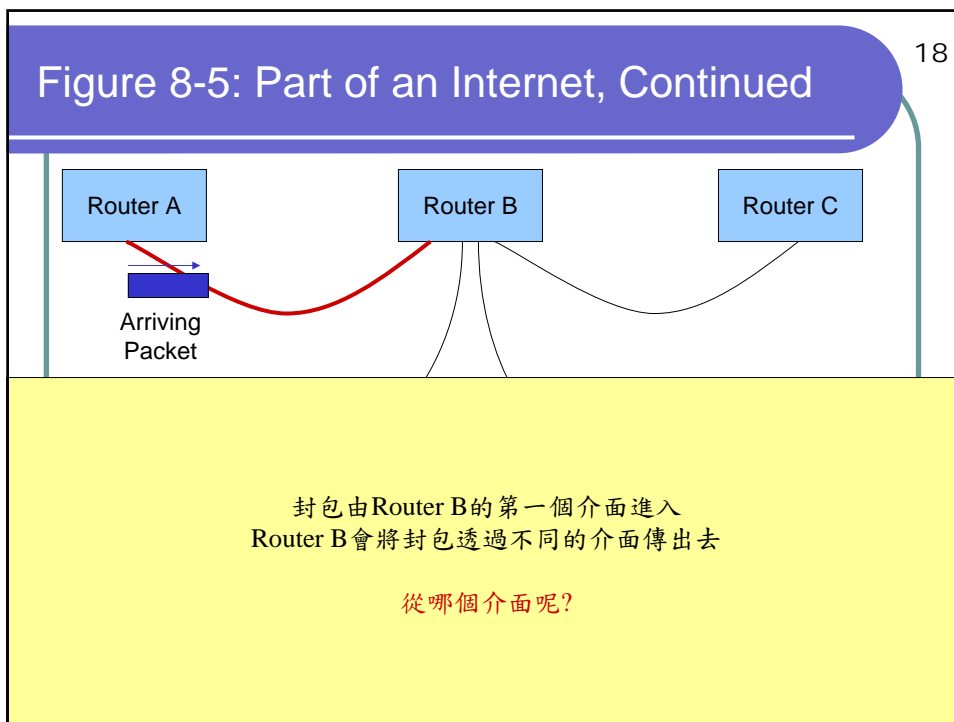 18
Figure 8-5: Part of an Internet, Continued
Router A
Router B
Router C
Arriving
Packet
封包由Router B的第一個介面進入
Router B會將封包透過不同的介面傳出去
從哪個介面呢?